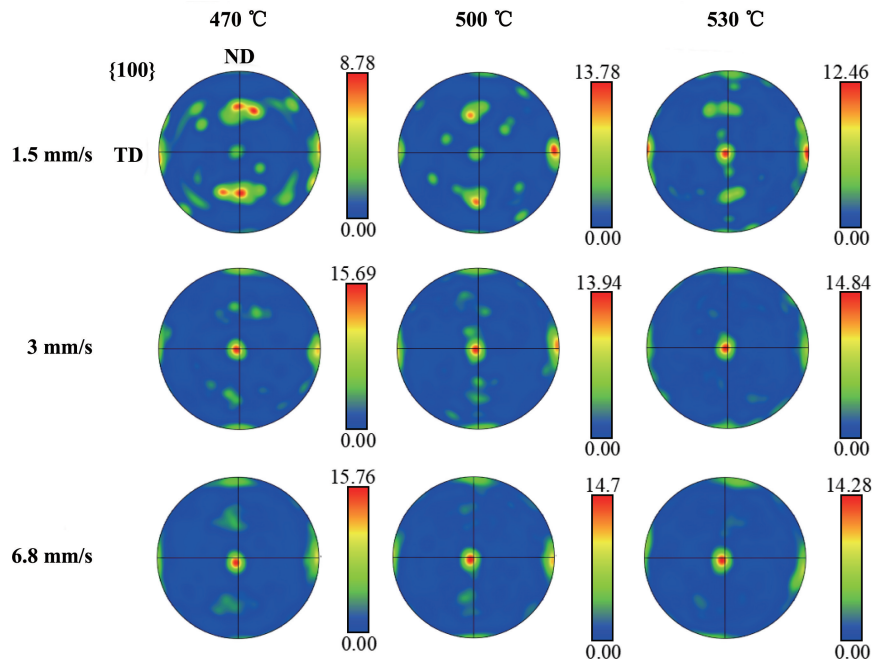 470 ℃ 500 ℃ 530 ℃
{100} ND 8.78 13.78 12.46
1.5 mm/s TD
0.00 0.00 0.00
15.69 13.94 14.84
3 mm/s
0.00 0.00 0.00
15.76 14.7 14.28
6.8 mm/s
0.00 0.00 0.00